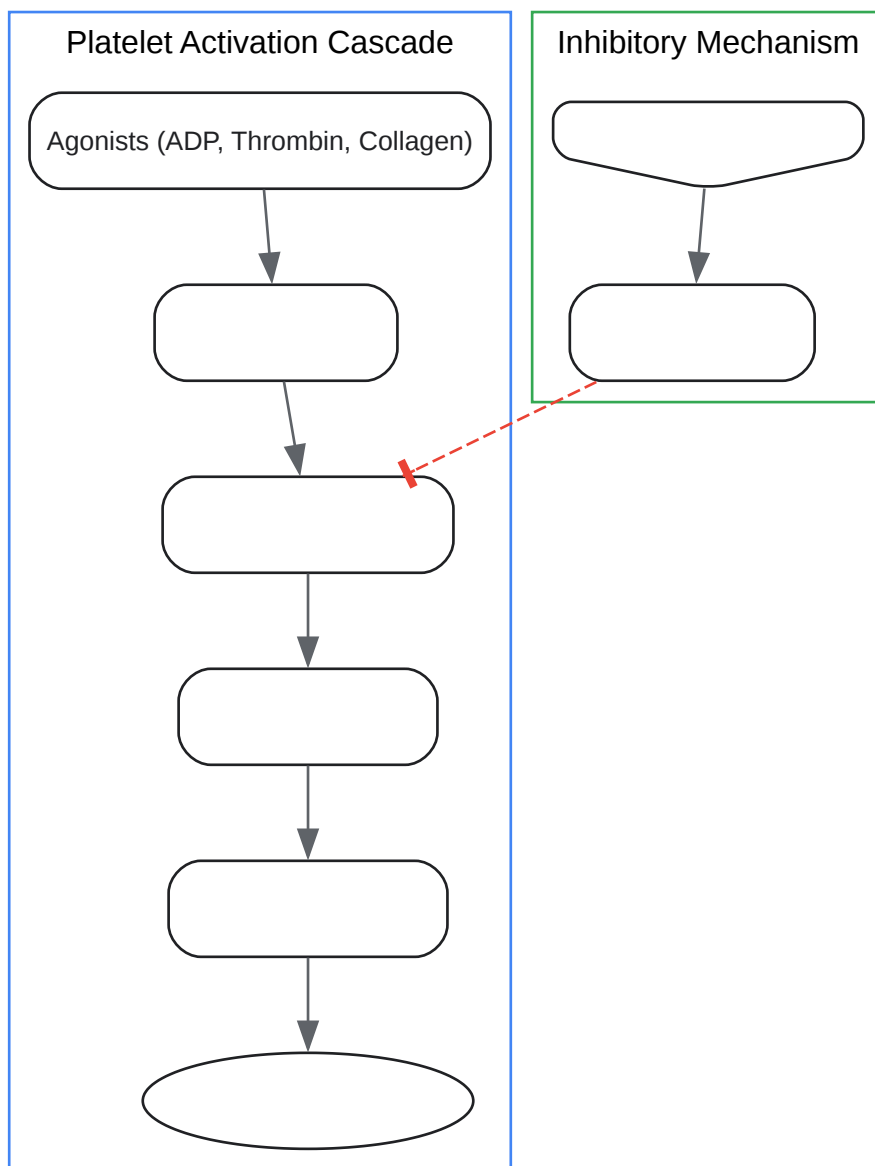 Platelet Activation Cascade
Inhibitory Mechanism
Agonists (ADP, Thrombin, Collagen)